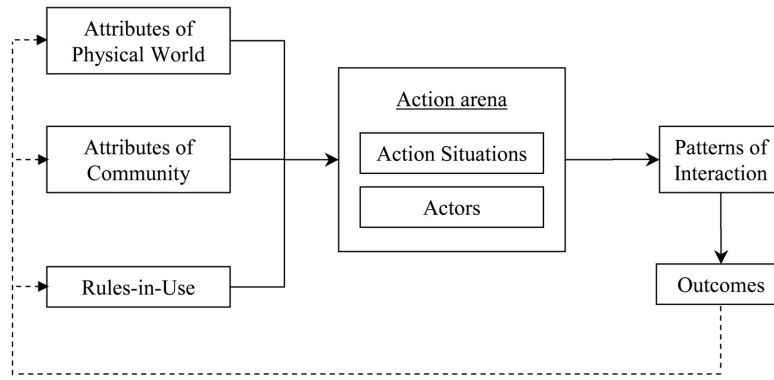 Attributes of
Physical World
Attributes of
Community
Rules-in-Use
Action arena
Action Situations
Actors
Patterns of
Interaction
Outcomes